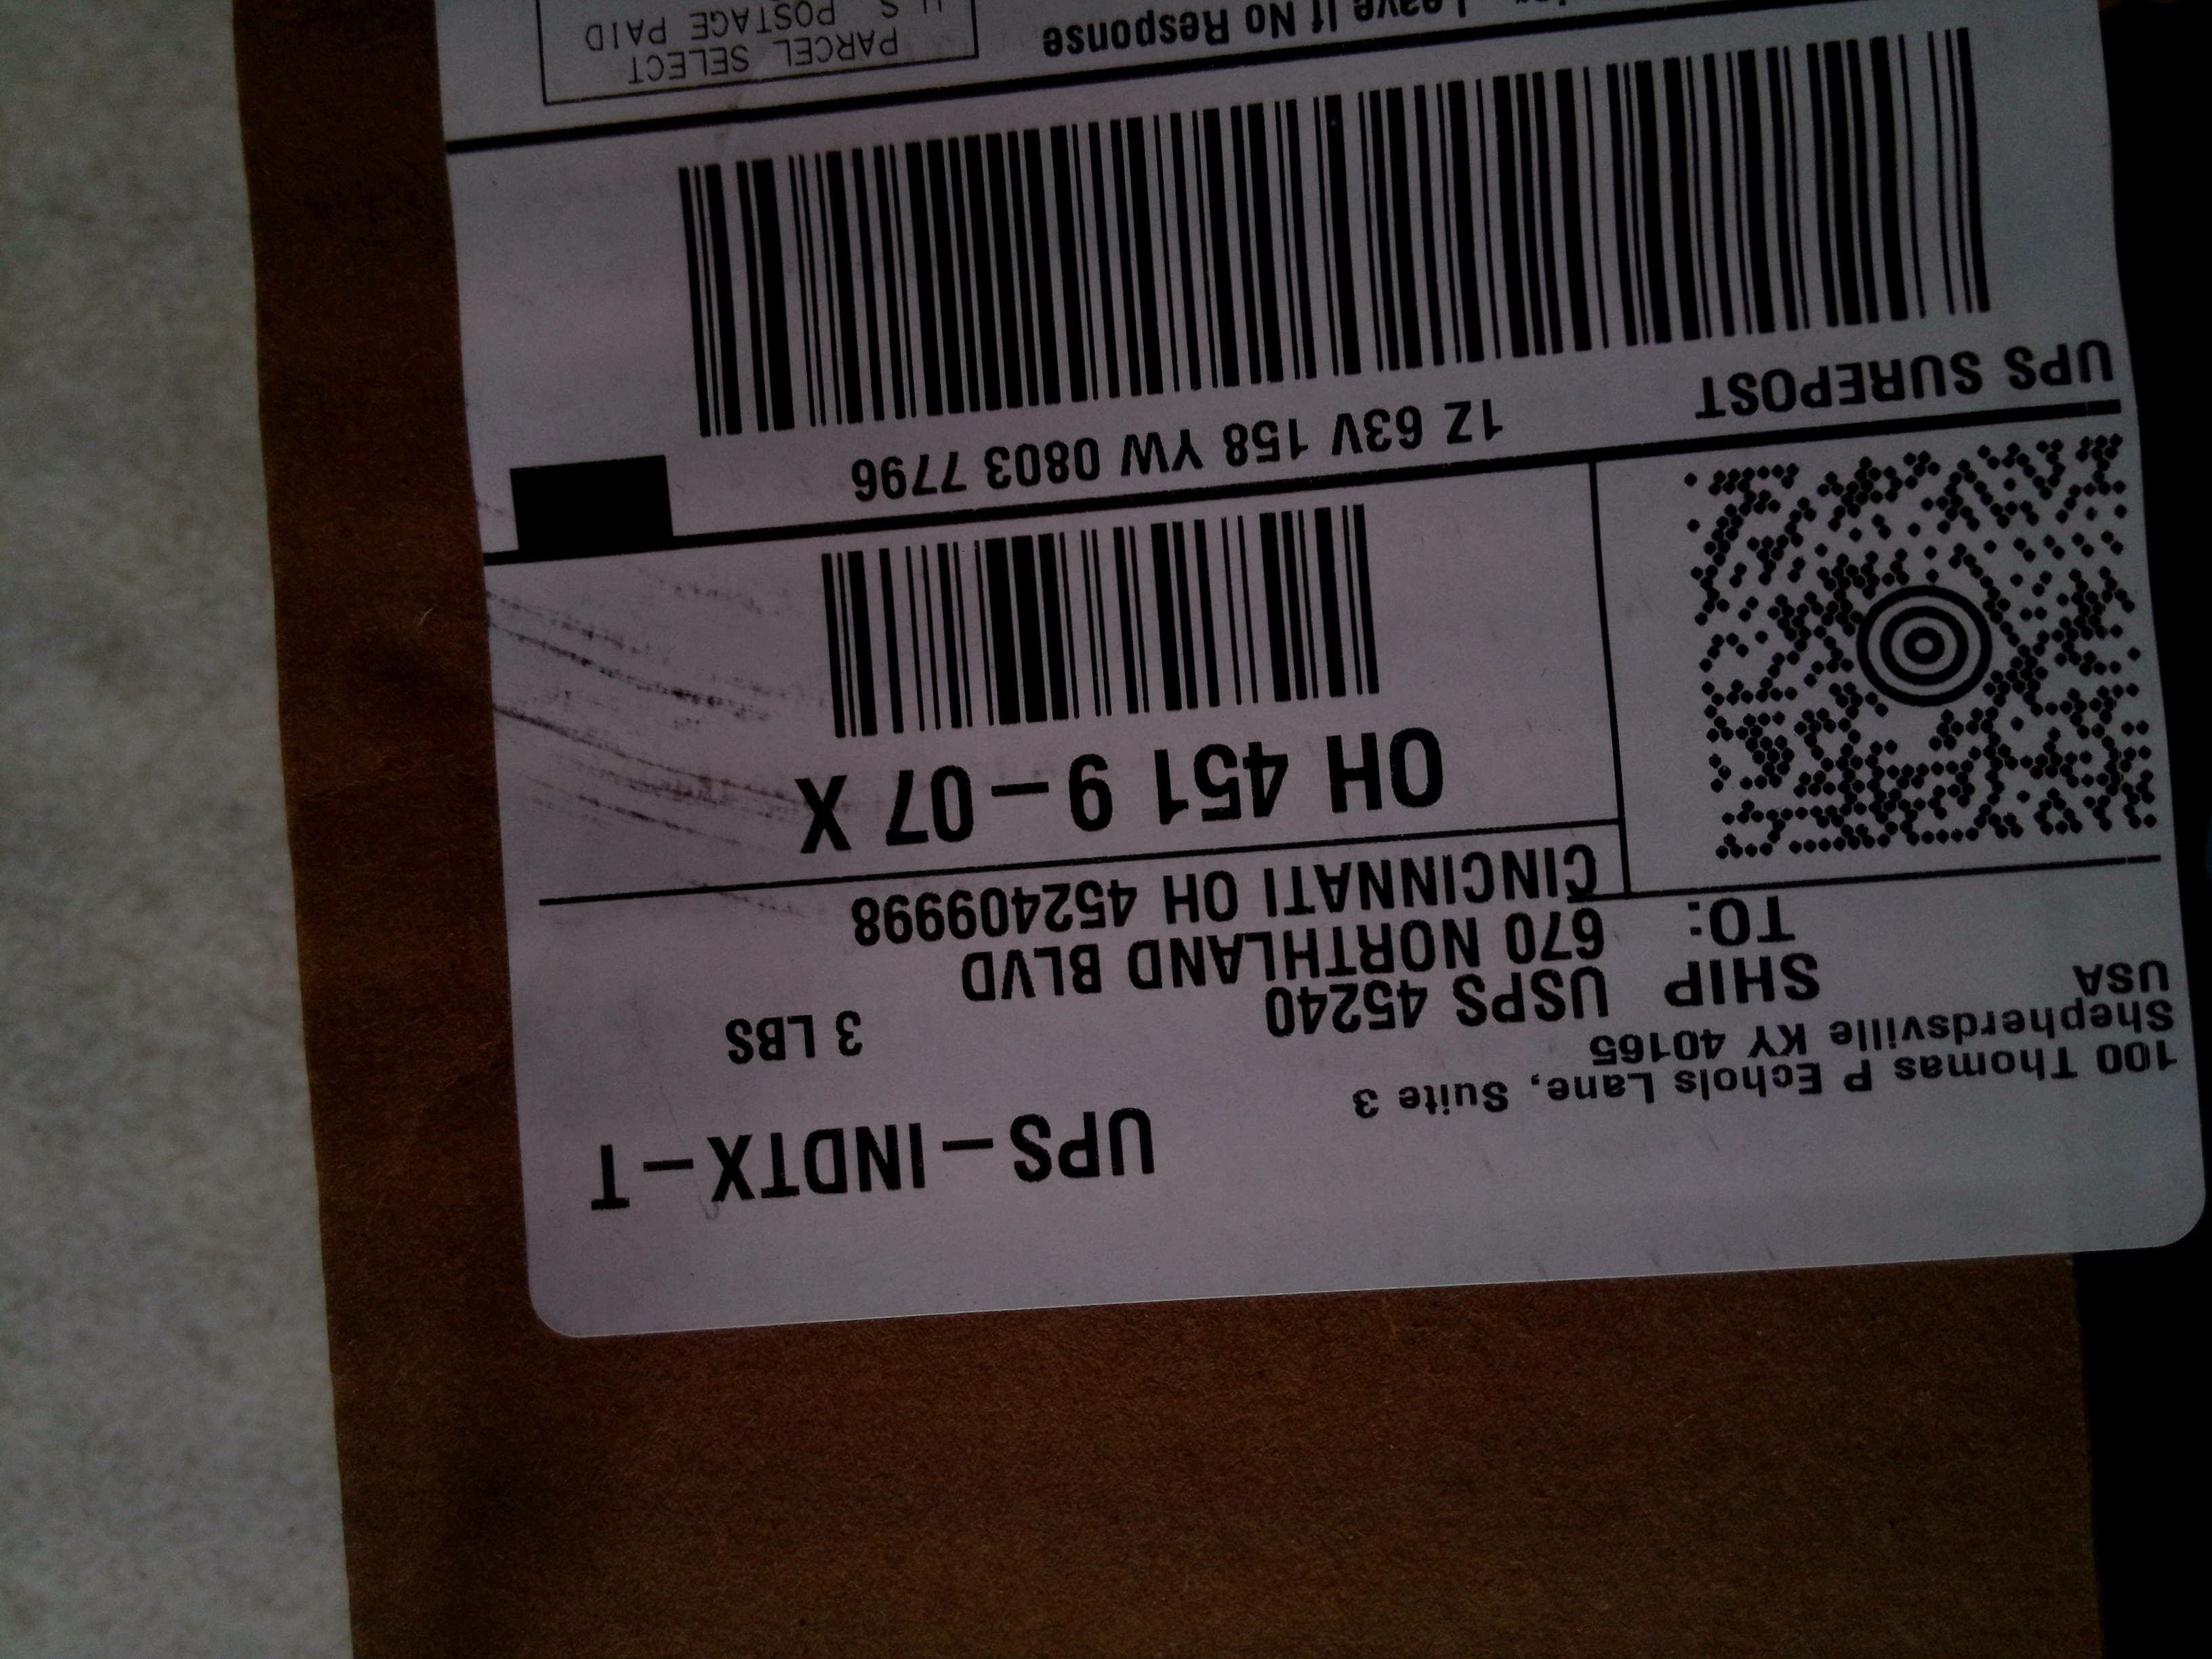 UPS-INDTX-T
100 Thomas P Echols Lane, Suite 3
Shepherdsville KY 40165
USA
3 LBS
SHIP
TO:
USPS 45240
670 NORTHLAND BLVD
CINCINNATI OH 452409998
OH 451 9-07 X
UPS SUREPOST
1Z 63V 158 YW 0803 7796
Leave If No Response
PARCEL SELECT
U.S. POSTAGE PAID